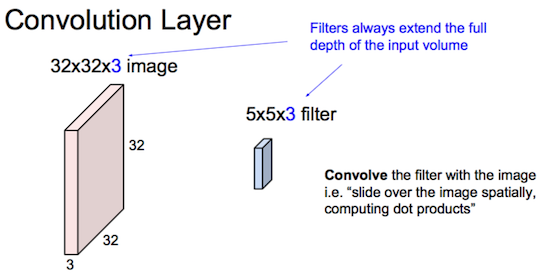 Convolution Layer
Filters always extend the full
depth of the input volume
32x32x3 image
5x5x3 filter
32
32
3
Convolve the filter with the image
i.e. “slide over the image spatially,
computing dot products”